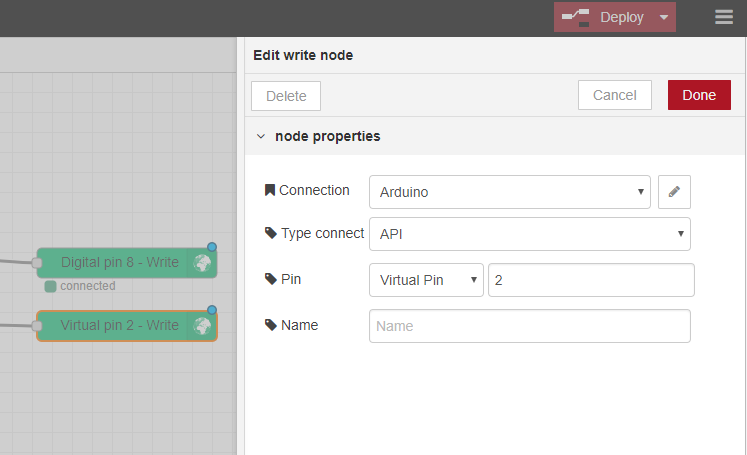 Deploy
Edit write node
Delete
Cancel
Done
node properties
Connection
Arduino
Type connect
API
Digital pin 8 - Write
connected
Pin
Virtual Pin
2
Virtual pin 2 - Write
Name
Name